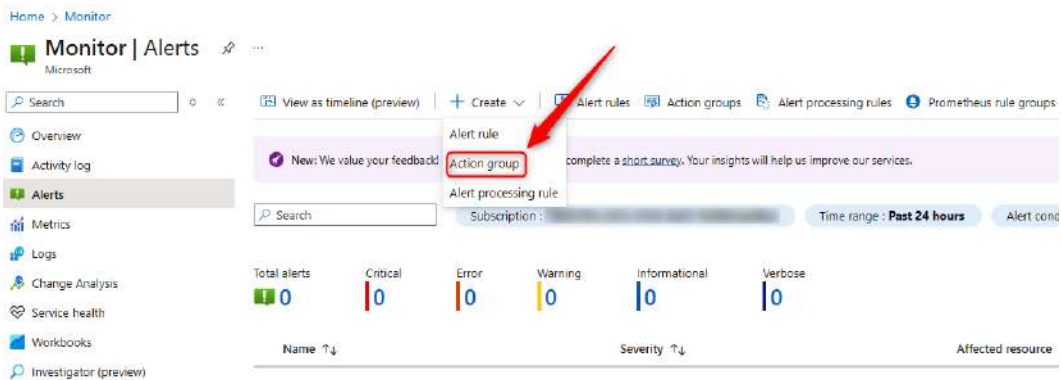 Home > Monitor
Monitor | Alerts
Microsoft
Search
View as timeline (preview)
Create
Alert rules
Action groups
Alert processing rules
Prometheus rule groups
Alert rule
Action group
Alert processing rule
Overview
Activity log
Alerts
Metrics
Logs
Change Analysis
Service health
Workbooks
Investigator (preview)
New: We value your feedback
complete a short survey. Your insights will help us improve our services.
Search
Subscription :
Time range : Past 24 hours
Alert cond
Total alerts
0
Critical
0
Error
0
Warning
0
Informational
0
Verbose
0
Name
Severity
Affected resource